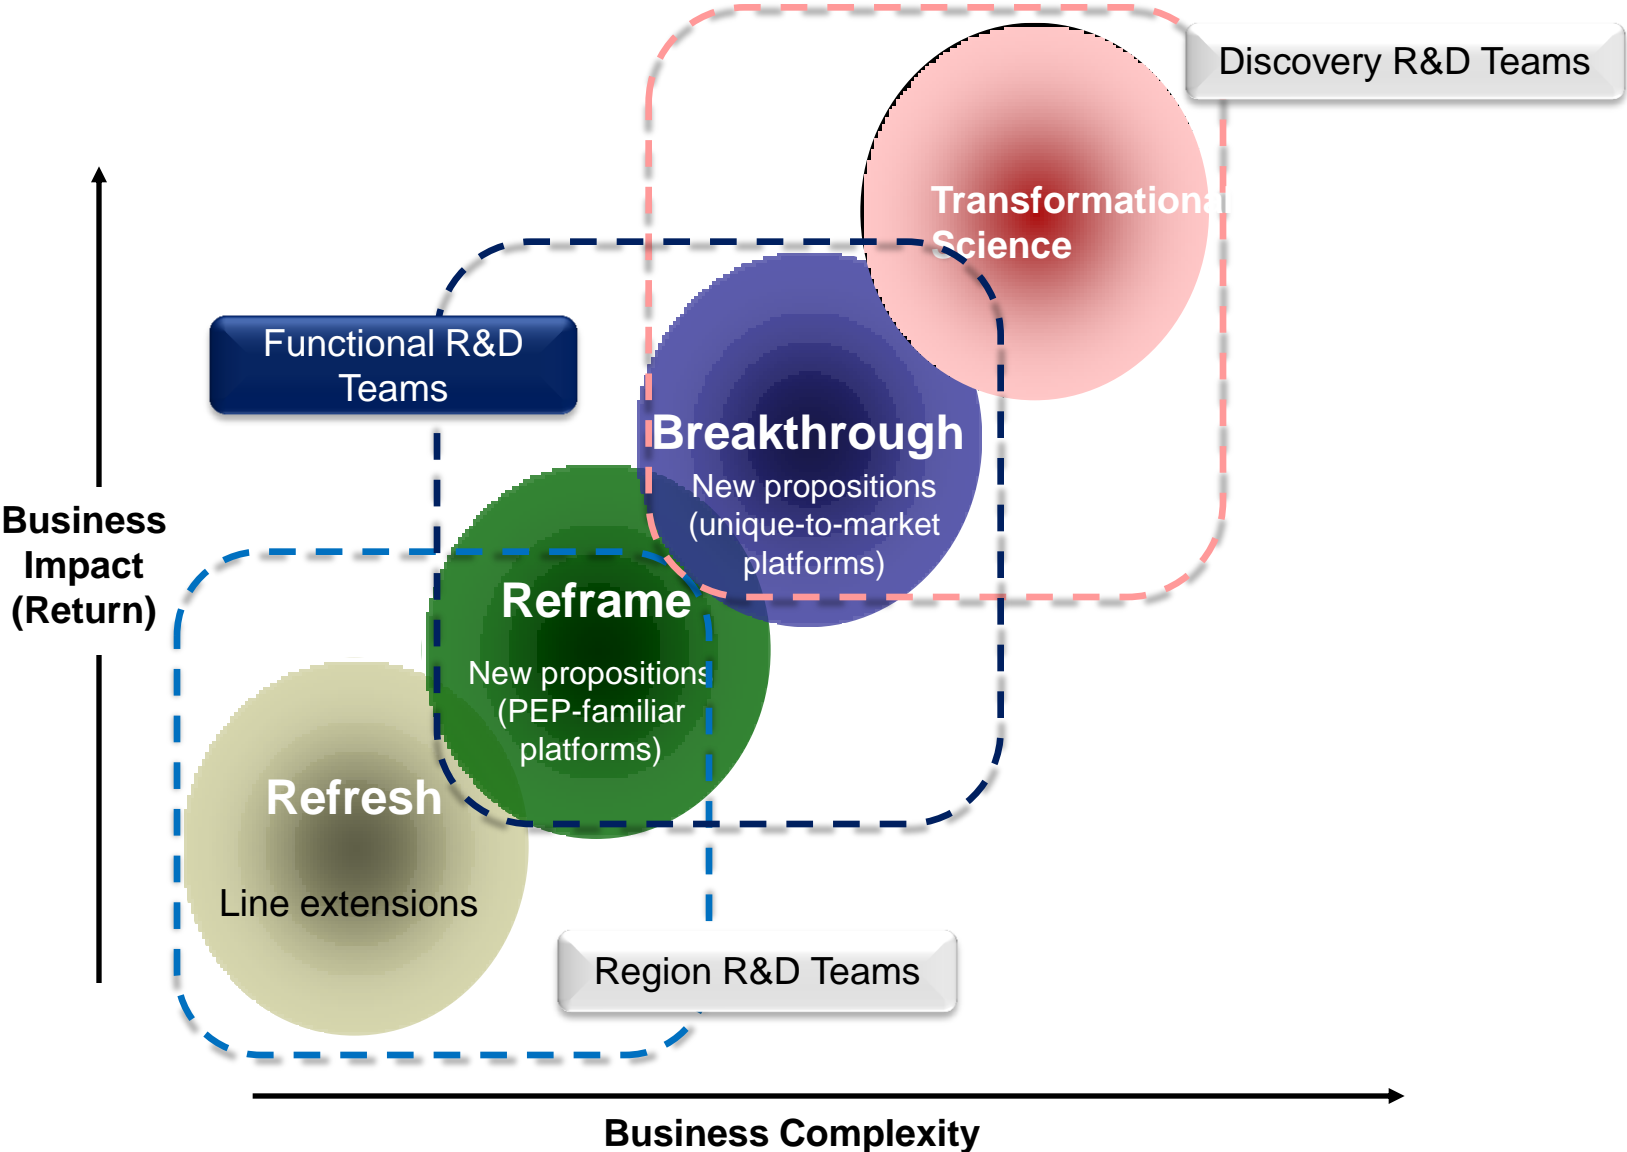 Discovery R&D Teams
Transformational
Science
Functional R&D
Teams
Breakthrough
New propositions
(unique-to-market
platforms)
Business
Impact
(Return)
Reframe
New propositions
(PEP-familiar
platforms)
Refresh
Line extensions
Region R&D Teams
Business Complexity